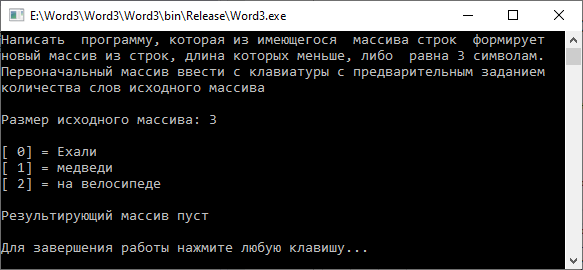 E:\Word3\Word3\Word3\bin\Release\Word3.exe
Написать  программу, которая из имеющегося  массива строк  формирует
новый массив из строк, длина которых меньше, либо  равна 3 символам.
Первоначальный массив ввести с клавиатуры с предварительным заданием
количества слов исходного массива
Размер исходного массива: 3
[ 0] = Ехали
[ 1] = медведи
[ 2] = на велосипеде
Результирующий массив пуст
Для завершения работы нажмите любую клавишу...